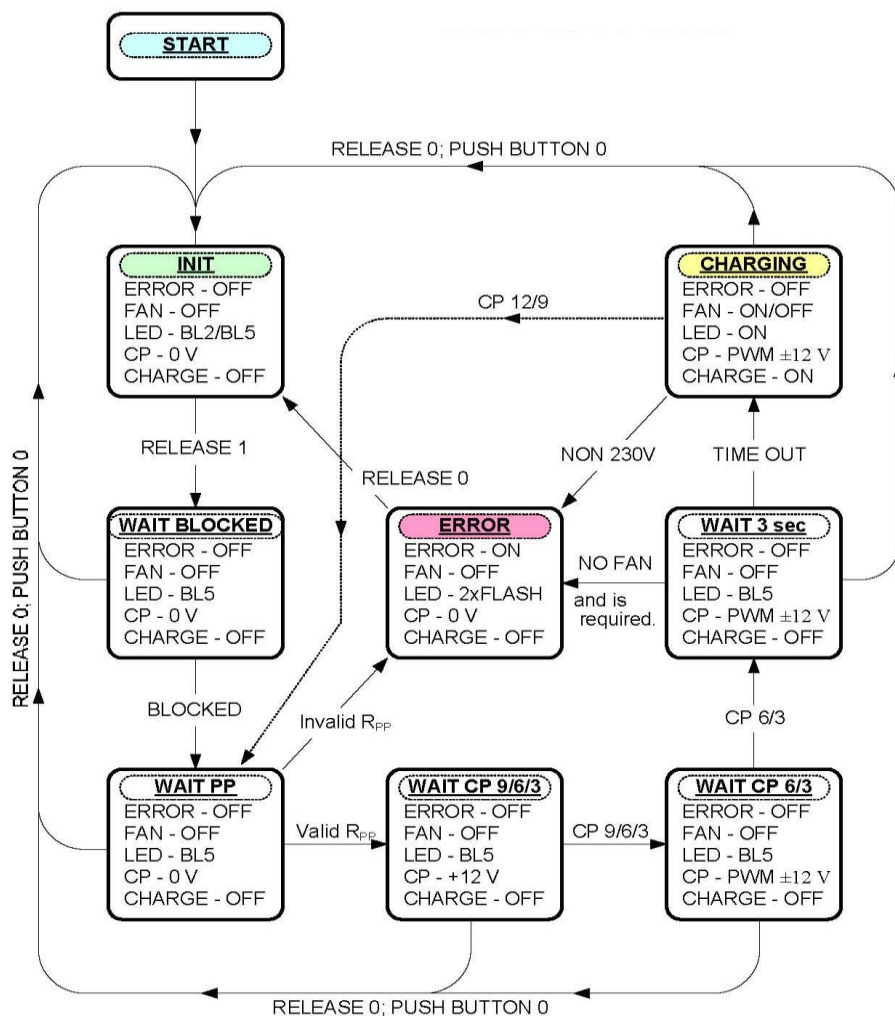 START
RELEASE 0; PUSH BUTTON 0
INIT
ERROR - OFF
FAN - OFF
LED - BL2/BL5
CP - 0 V
CHARGE - OFF
CP 12/9
CHARGING
ERROR - OFF
FAN - ON/OFF
LED - ON
CP - PWM ±12 V
CHARGE - ON
RELEASE 1
RELEASE 0
NON 230V
TIME OUT
RELEASE 0; PUSH BUTTON 0
WAIT BLOCKED
ERROR - OFF
FAN - OFF
LED - BL5
CP - 0 V
CHARGE - OFF
ERROR
ERROR - ON
FAN - OFF
LED - 2xFLASH
CP - 0 V
CHARGE - OFF
NO FAN
and is
required.
WAIT 3 sec
ERROR - OFF
FAN - OFF
LED - BL5
CP - PWM ±12 V
CHARGE - OFF
BLOCKED
Invalid RPP
CP 6/3
WAIT PP
ERROR - OFF
FAN - OFF
LED - BL5
CP - 0 V
CHARGE - OFF
Valid RPP
WAIT CP 9/6/3
ERROR - OFF
FAN - OFF
LED - BL5
CP - +12 V
CHARGE - OFF
CP 9/6/3
WAIT CP 6/3
ERROR - OFF
FAN - OFF
LED - BL5
CP - PWM ±12 V
CHARGE - OFF
RELEASE 0; PUSH BUTTON 0